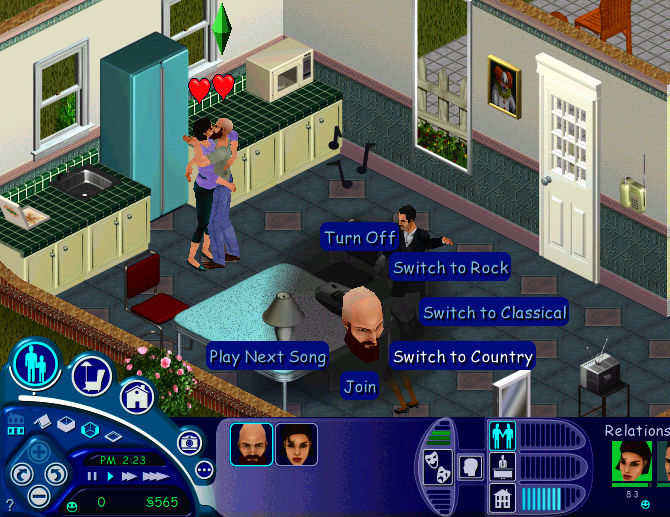 Turn Off
Switch to Rock
Switch to Classical
Play Next Song
Switch to Country
Join
Relations
PM 2:23
83
?
0
$565